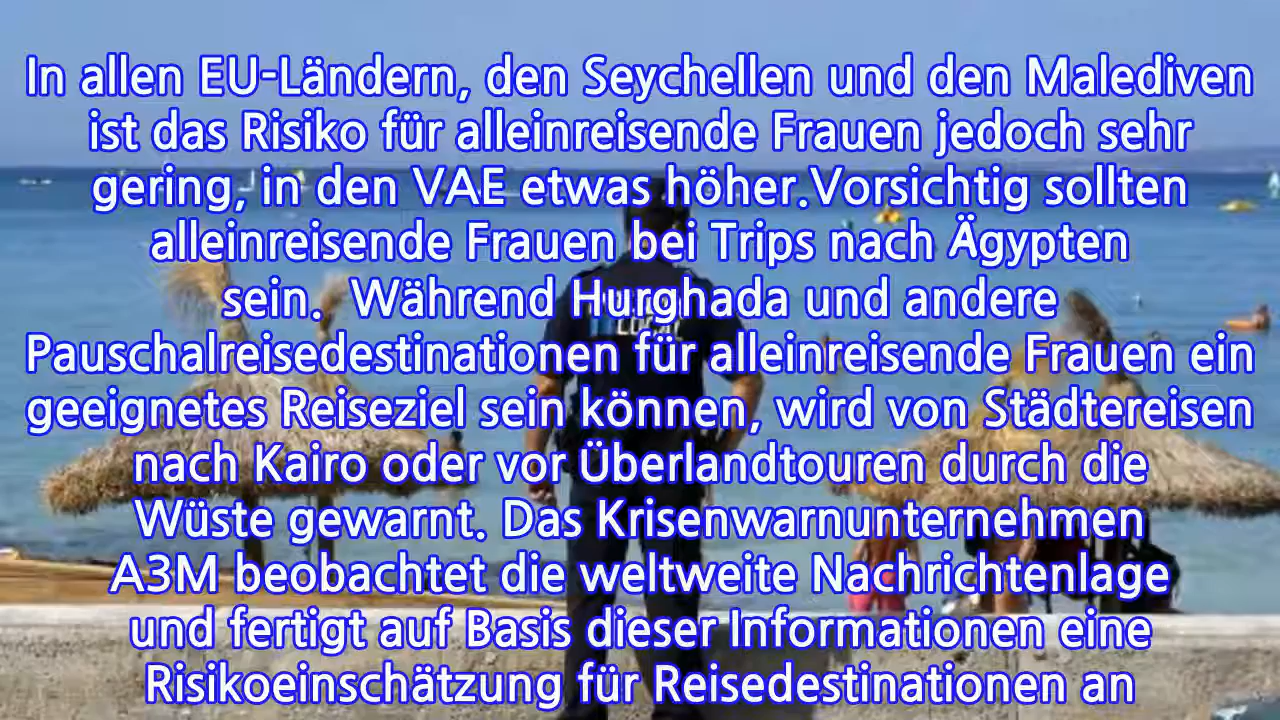 In allen EU-Ländern, den Seychellen und den Malediven
ist das Risiko für alleinreisende Frauen jedoch sehr
gering, in den VAE etwas höher.Vorsichtig sollten
alleinreisende Frauen bei Trips nach Ägypten
sein.  Während Hurghada und andere
Pauschalreisedestinationen für alleinreisende Frauen ein
geeignetes Reiseziel sein können, wird von Städtereisen
nach Kairo oder vor Überlandtouren durch die
Wüste gewarnt. Das Krisenwarnunternehmen
A3M beobachtet die weltweite Nachrichtenlage
und fertigt auf Basis dieser Informationen eine
Risikoeinschätzung für Reisedestinationen an